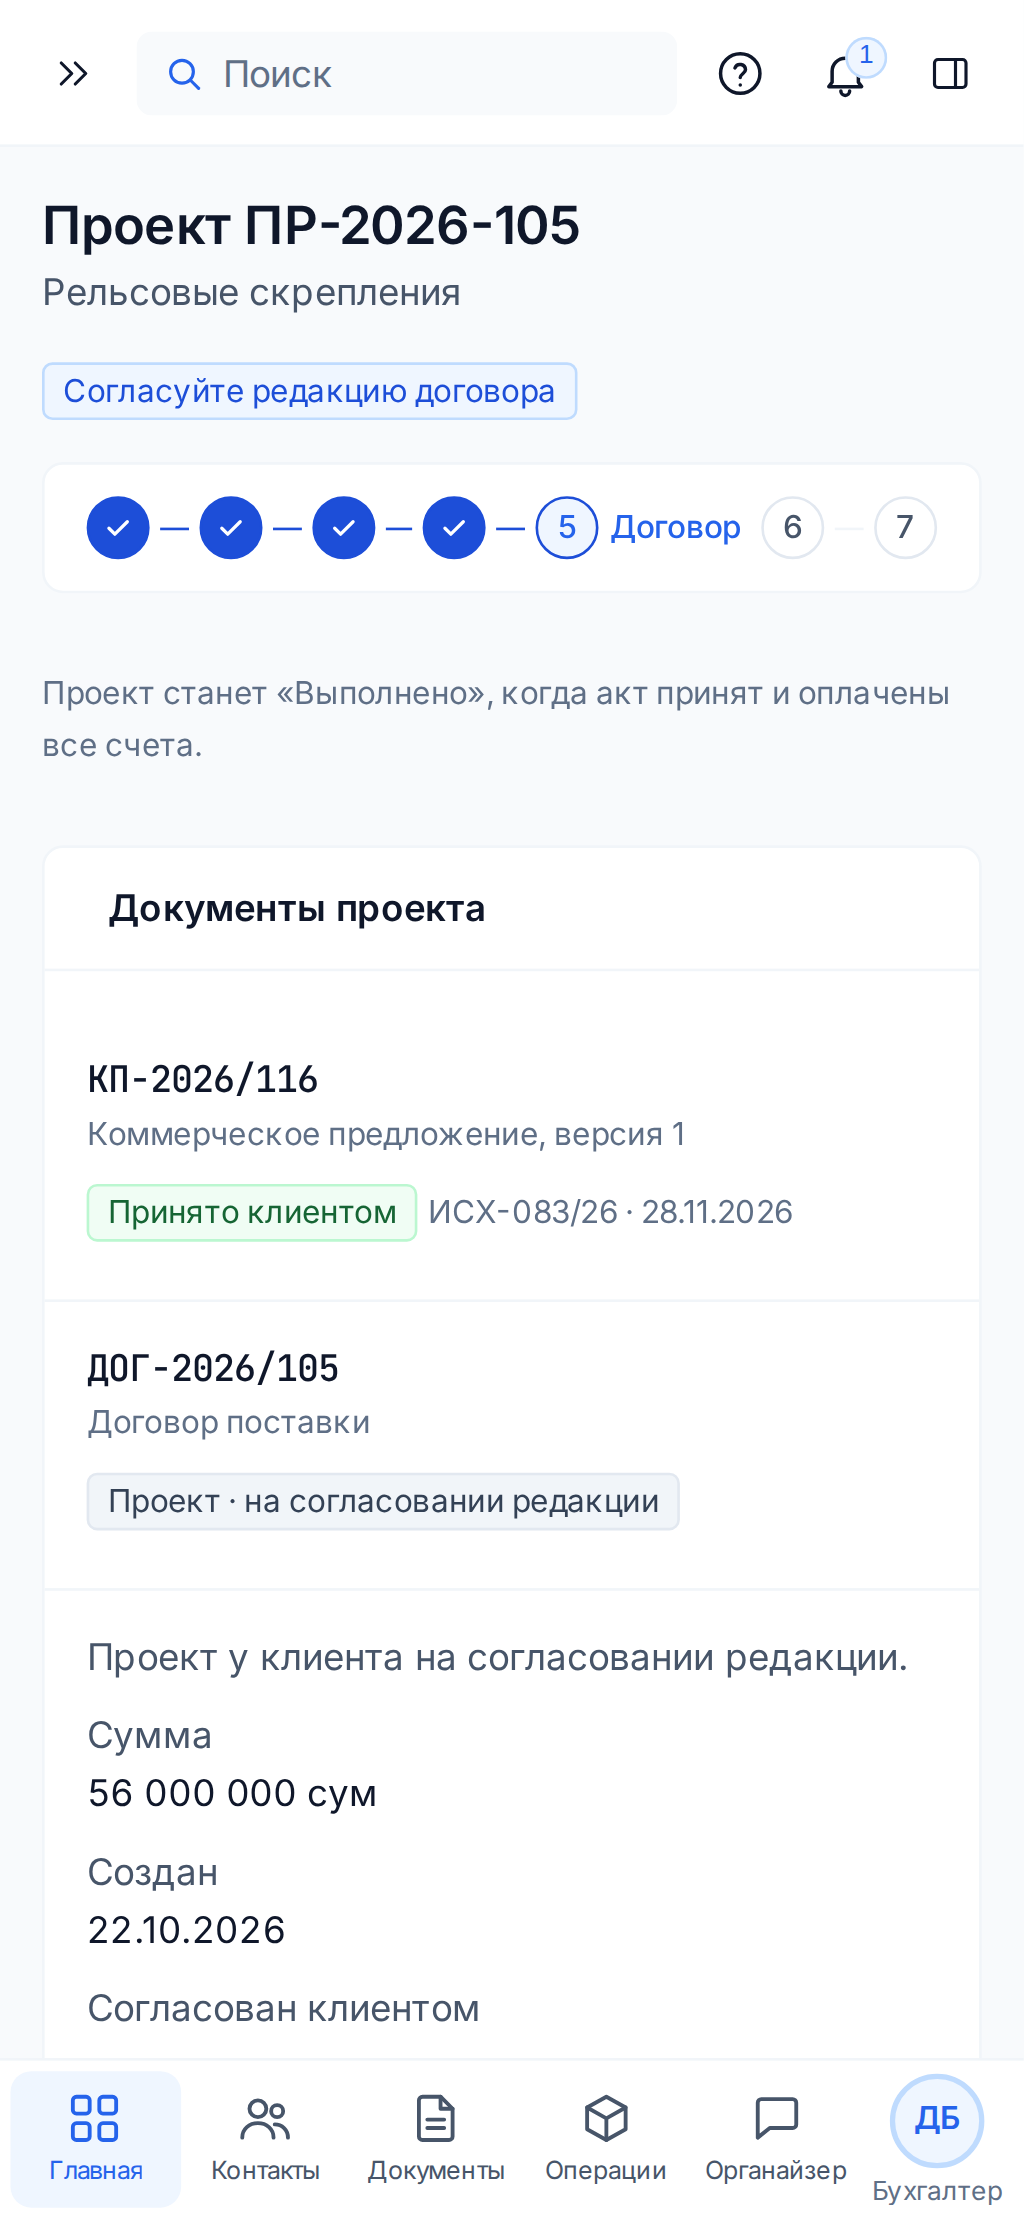 Поиск
1
Проект ПР-2026-105
Рельсовые скрепления
Согласуйте редакцию договора
5 Договор 6 7
Проект станет «Выполнено», когда акт принят и оплачены
все счета.
Документы проекта
КП-2026/116
Коммерческое предложение, версия 1
Принято клиентом ИСХ-083/26 · 28.11.2026
ДОГ-2026/105
Договор поставки
Проект · на согласовании редакции
Проект у клиента на согласовании редакции.
Сумма
56 000 000 сум
Создан
22.10.2026
Согласован клиентом
Главная Контакты Документы Операции Органайзер
ДБ
Бухгалтер